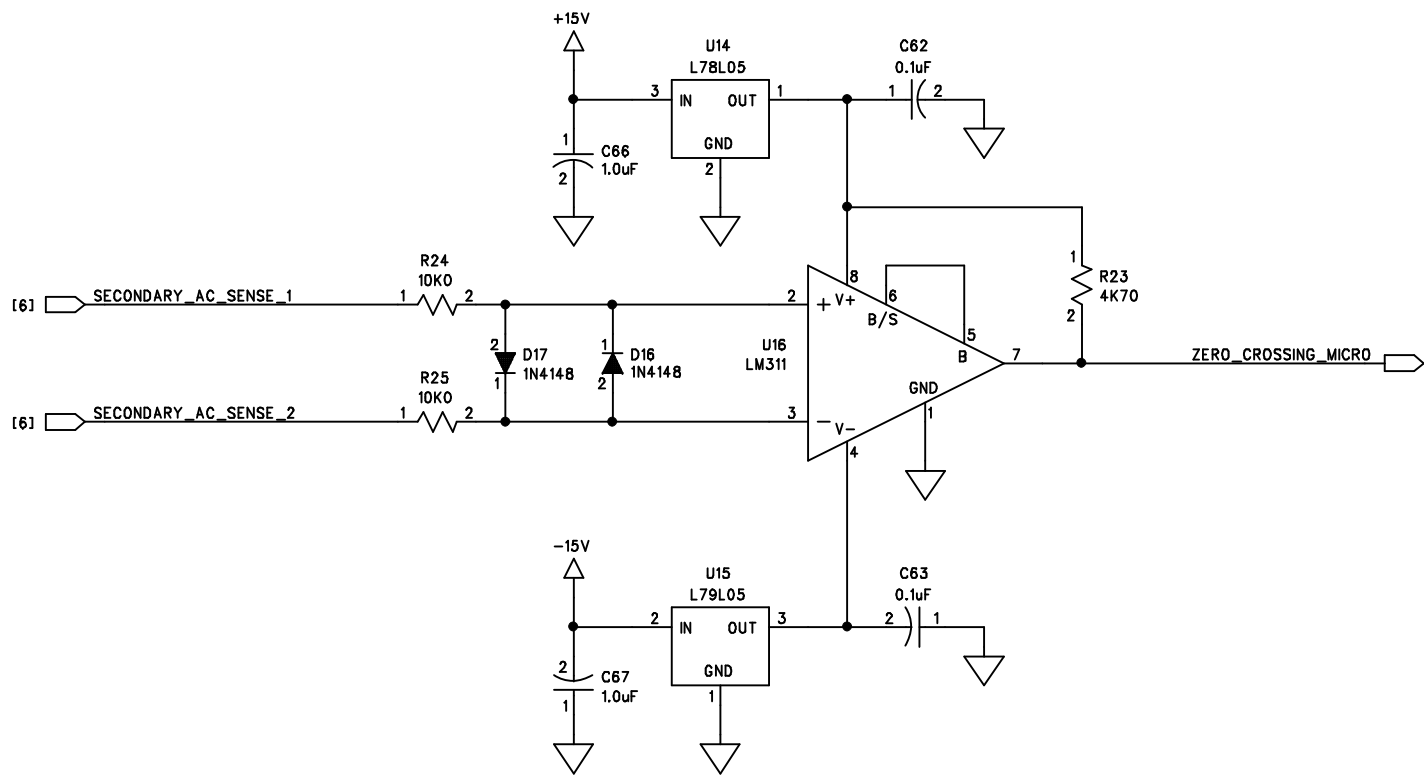 +15V
U14
L78L05
3
IN
OUT
1
GND
2
C62
0.1uF
1
2
1
C66
1.0uF
2
[6]
SECONDARY_AC_SENSE_1
1
R24
10K0
2
[6]
SECONDARY_AC_SENSE_2
1
R25
10K0
2
2
D17
1N4148
1
1
D16
1N4148
2
2
+
3
−
U16
LM311
8
V+
6
B/S
5
B
7
GND
1
V−
4
1
R23
4K70
2
ZERO_CROSSING_MICRO
−15V
U15
L79L05
2
IN
OUT
3
GND
1
C63
0.1uF
2
1
2
C67
1.0uF
1